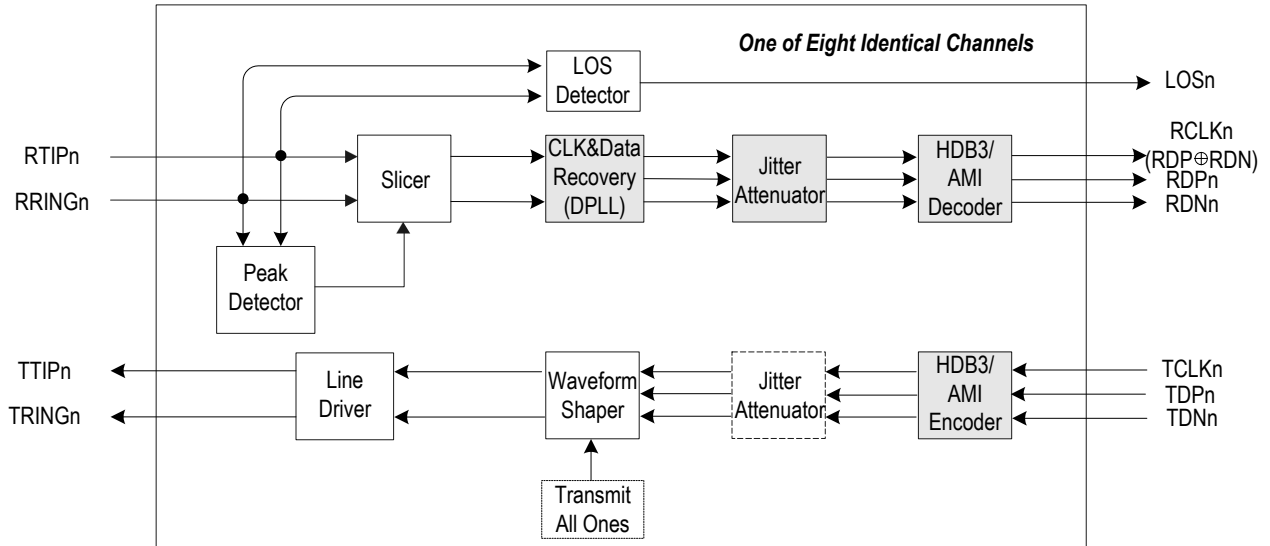 One of Eight Identical Channels
LOS
Detector
LOSn
RTIPn
RRINGn
Slicer
CLK&Data
Recovery
(DPLL)
Jitter
Attenuator
HDB3/
AMI
Decoder
RCLKn
(RDP⊕RDN)
RDPn
RDNn
Peak
Detector
TTIPn
TRINGn
Line
Driver
Waveform
Shaper
Jitter
Attenuator
HDB3/
AMI
Encoder
TCLKn
TDPn
TDNn
Transmit
All Ones